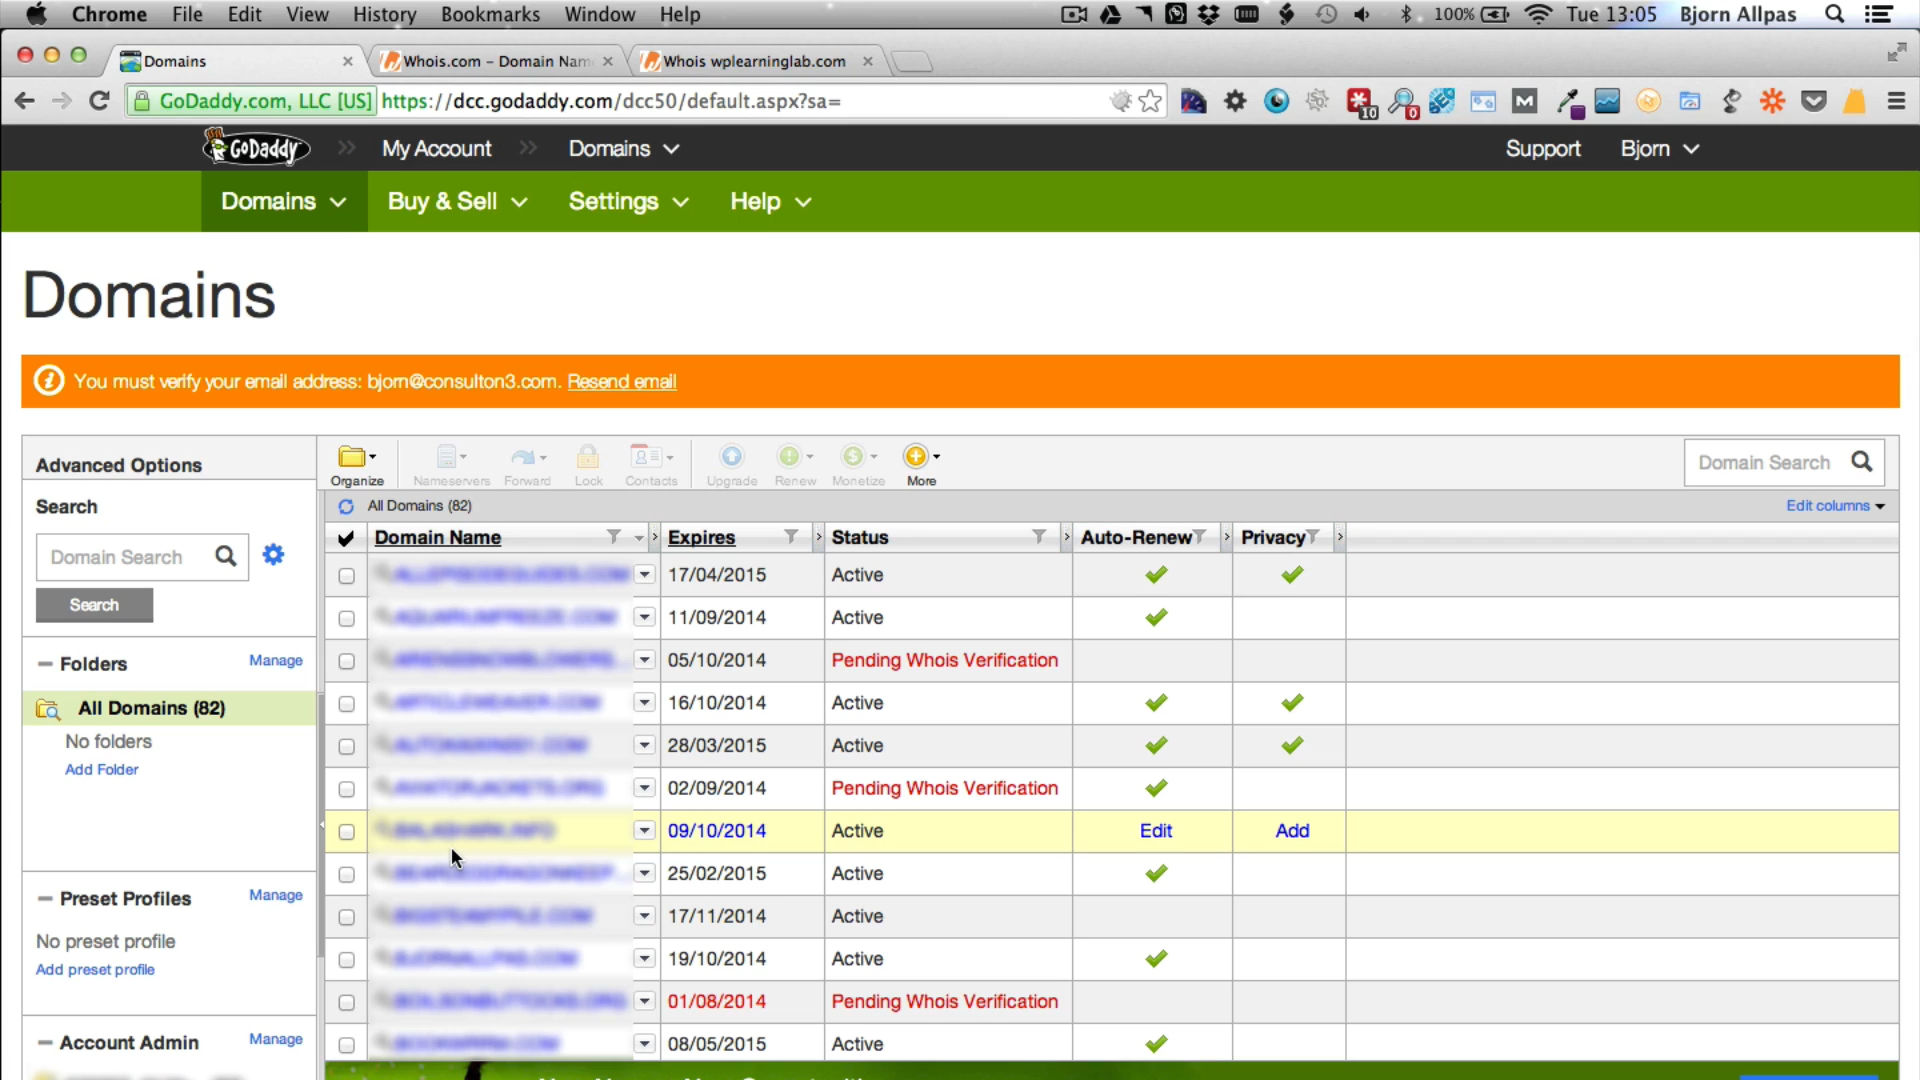 Chrome File Edit View History Bookmarks Window Help 100% Tue 13:05 Bjorn Allpas
Domains Whois.com – Domain Nam Whois wplearninglab.com
GoDaddy.com, LLC [US] https://dcc.godaddy.com/dcc50/default.aspx?sa= 10 0 M
GoDaddy My Account Domains Support Bjorn
Domains Buy & Sell Settings Help
Domains
You must verify your email address: bjorn@consulton3.com. Resend email
Advanced Options
Organize Nameservers Forward Lock Contacts Upgrade Renew Monetize More
Domain Search
Search
All Domains (82) Edit columns
Domain Search
Search
Domain Name Expires Status Auto-Renew Privacy
17/04/2015 Active
11/09/2014 Active
05/10/2014 Pending Whois Verification
16/10/2014 Active
28/03/2015 Active
02/09/2014 Pending Whois Verification
09/10/2014 Active Edit Add
25/02/2015 Active
17/11/2014 Active
19/10/2014 Active
01/08/2014 Pending Whois Verification
08/05/2015 Active
Folders Manage
All Domains (82)
No folders
Add Folder
Preset Profiles Manage
No preset profile
Add preset profile
Account Admin Manage